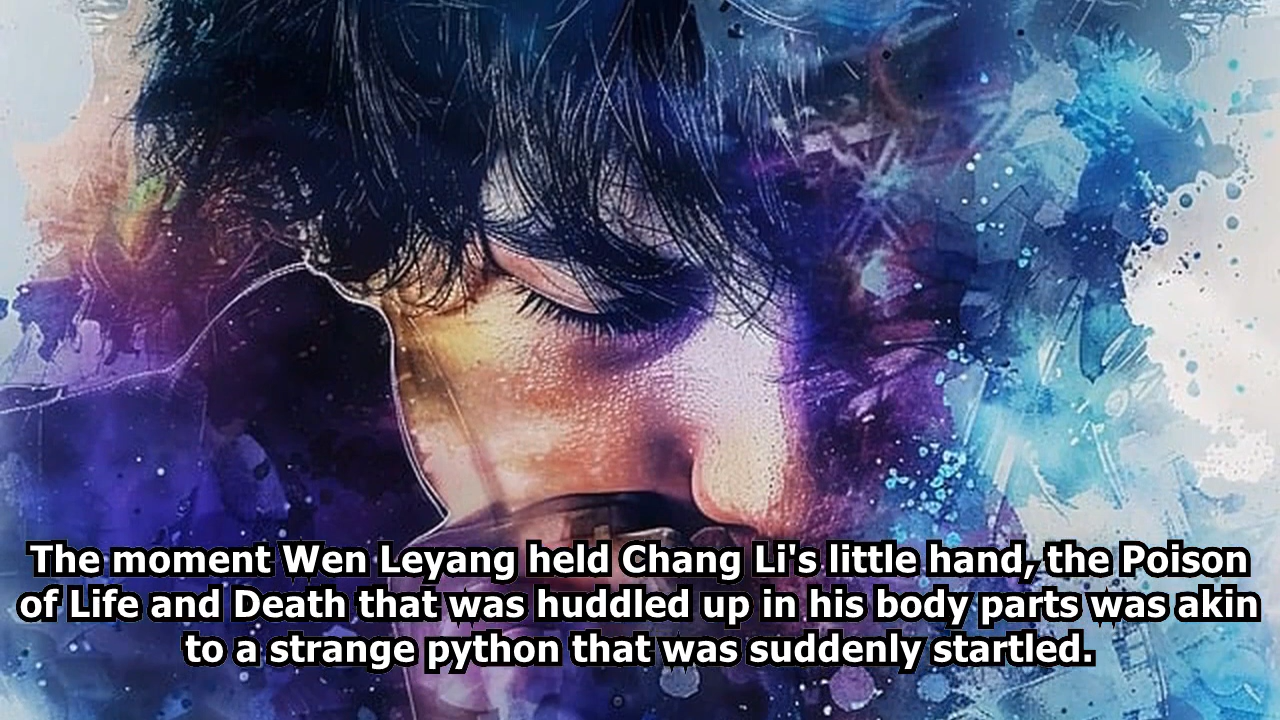 The moment Wen Leyang held Chang Li's little hand, the Poison
of Life and Death that was huddled up in his body parts was akin
to a strange python that was suddenly startled.